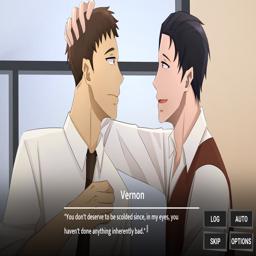 Vernon
"You don't deserve to be scolded since, in my eyes, you
haven't done anything inherently bad."
LOG
AUTO
SKIP
OPTIONS